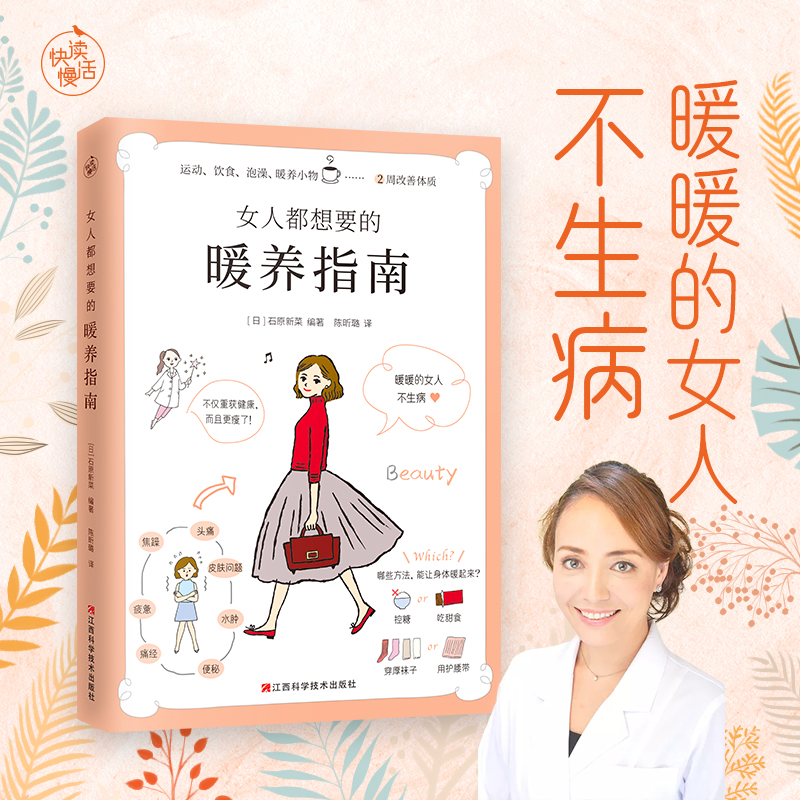 快读
慢活
暖暖的女人
不生病
快读
慢活
女人都想要的
暖养指南
[日]石原新菜 编著 陈昕璐 译
江西科学技术出版社
运动、饮食、泡澡、暖养小物 …… 2周改善体质
女人都想要的
暖养指南
[日]石原新菜 编著 陈昕璐 译
不仅重获健康，
而且更瘦了！
暖暖的女人
不生病
Beauty
头痛
焦躁
皮肤问题
疲惫
水肿
痛经
便秘
Which?
哪些方法，能让身体暖起来？
or
控糖 吃甜食
or
穿厚袜子 用护腰带
江西科学技术出版社